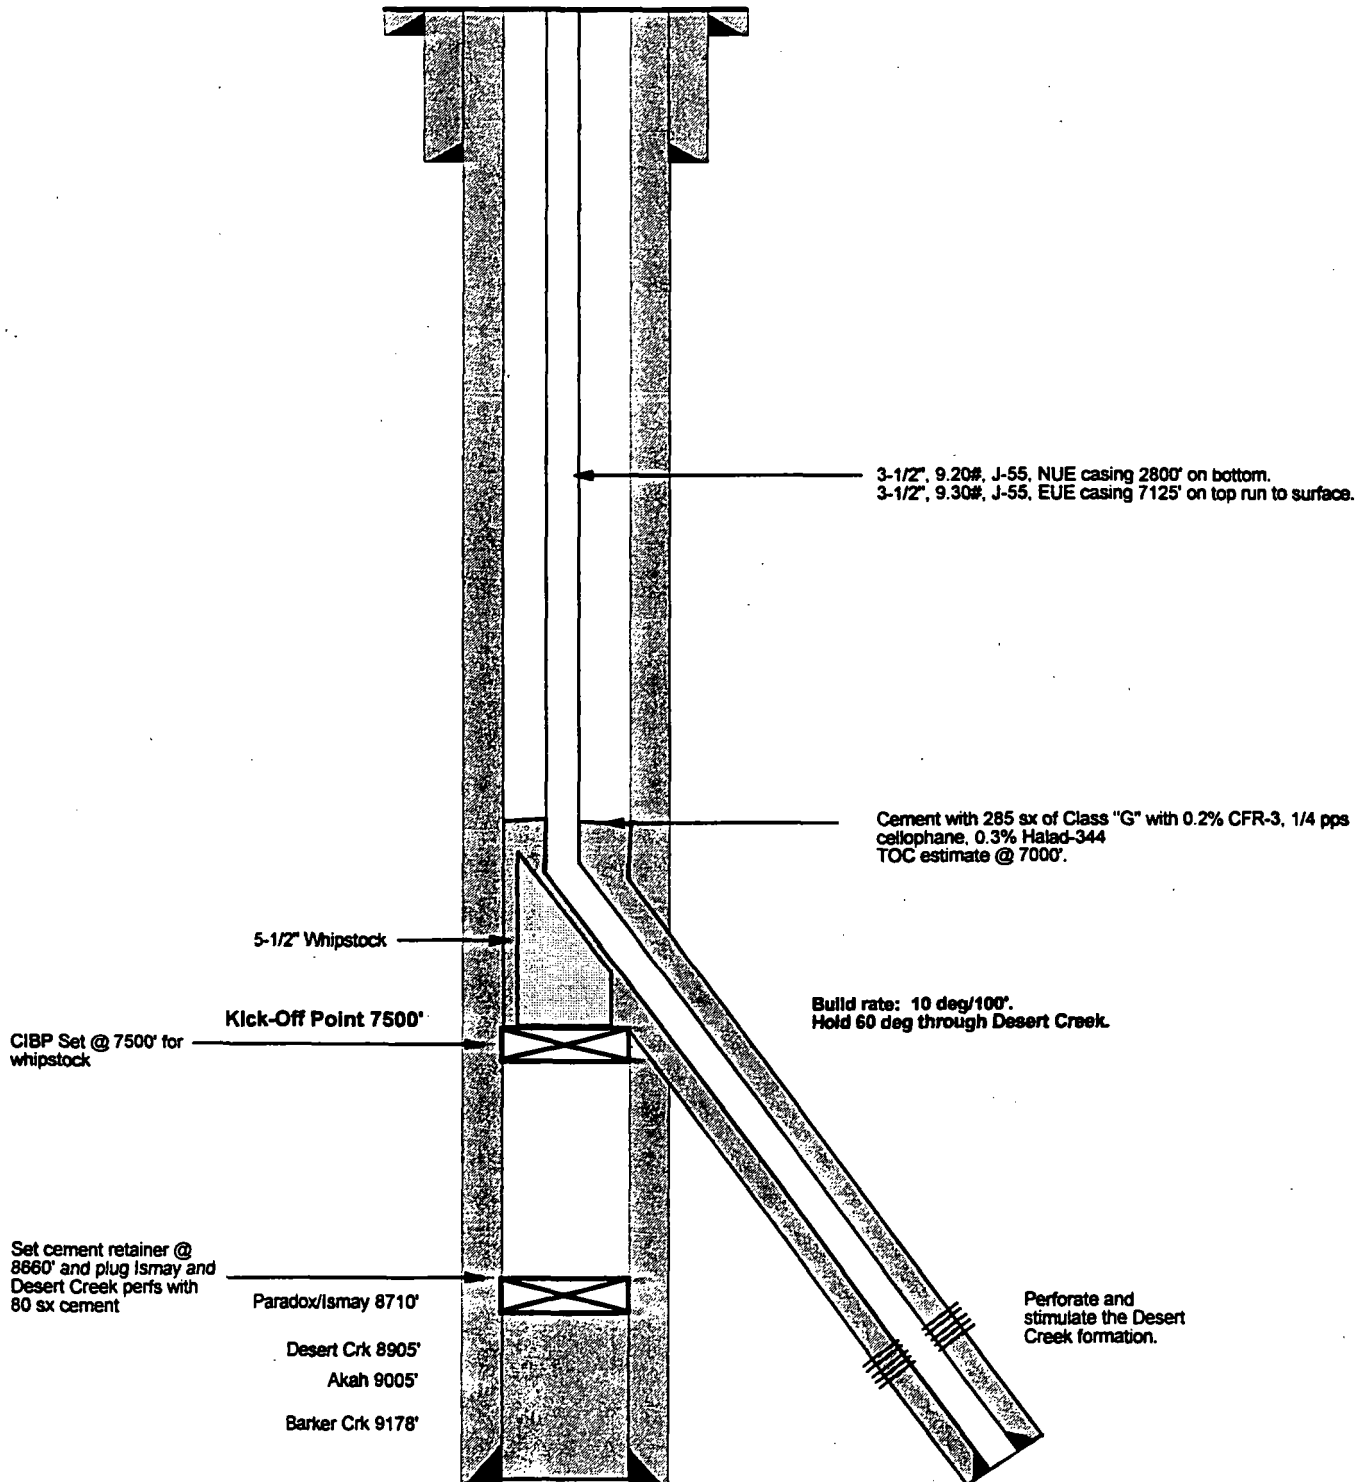 3-1/2", 9.20#, J-55, NUE casing 2800' on bottom.
3-1/2", 9.30#, J-55, EUE casing 7125' on top run to surface.
Cement with 285 sx of Class "G" with 0.2% CFR-3, 1/4 pps
cellophane, 0.3% Halad-344
TOC estimate @ 7000'.
5-1/2" Whipstock
Kick-Off Point 7500'
Build rate: 10 deg/100'.
Hold 60 deg through Desert Creek.
CIBP Set @ 7500' for
whipstock
Set cement retainer @
8660' and plug Ismay and
Desert Creek perfs with
80 sx cement
Paradox/Ismay 8710'
Desert Crk 8905'
Akah 9005'
Barker Crk 9178'
Perforate and
stimulate the Desert
Creek formation.